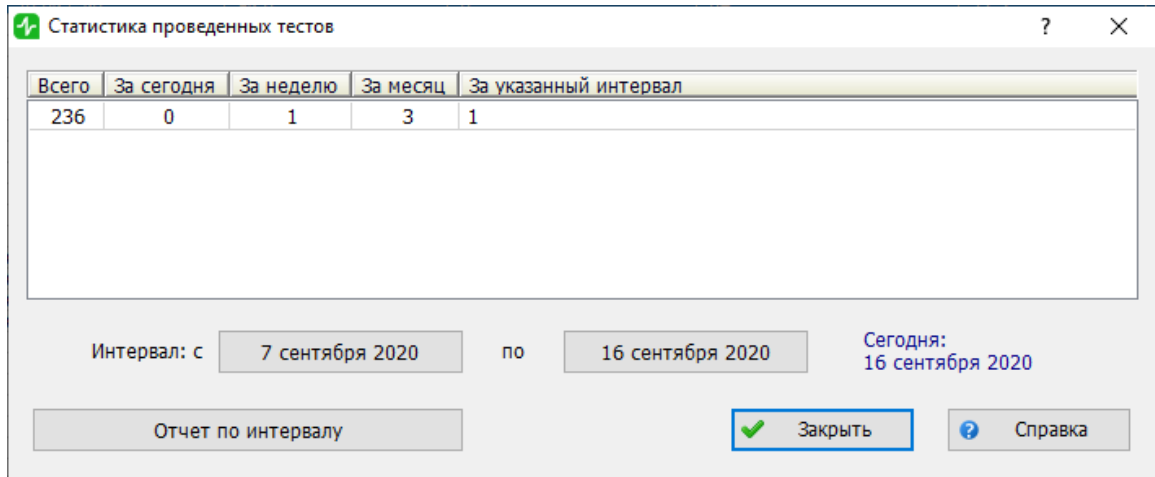 Статистика проведенных тестов ?
Всего За сегодня За неделю За месяц За указанный интервал
236 0 1 3 1
Интервал: с 7 сентября 2020 по 16 сентября 2020 Сегодня:
16 сентября 2020
Отчет по интервалу Закрыть ? Справка